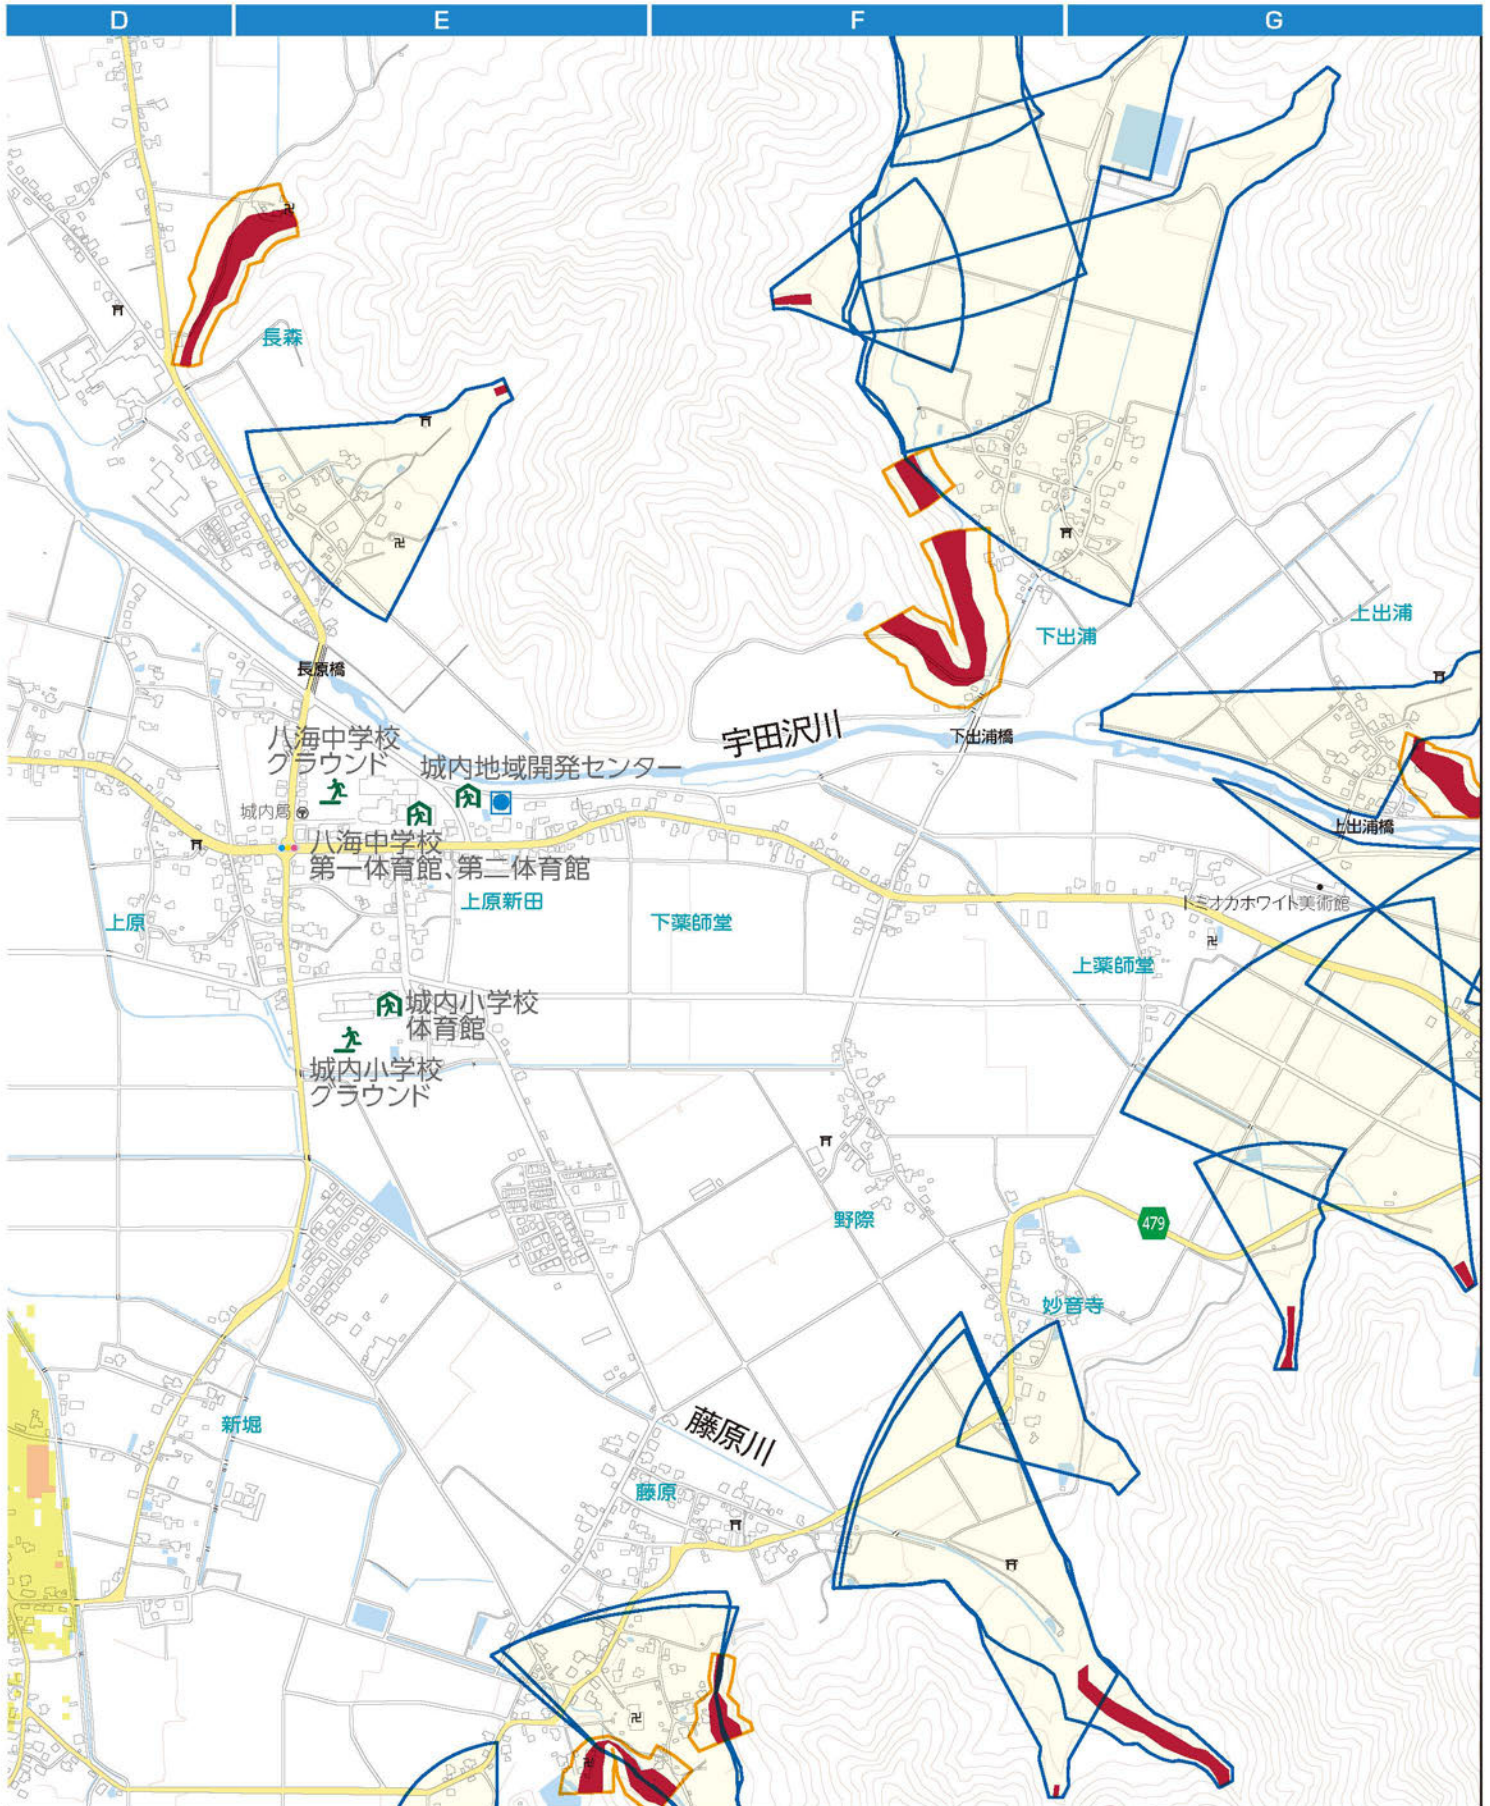 D
E
F
G
長森
長原橋
八海中学校
グラウンド
城内地域開発センター
宇田沢川
下出浦
上出浦
下出浦橋
上出浦橋
城内局
八海中学校
第一体育館、第二体育館
上原
上原新田
下薬師堂
上薬師堂
トミオカホワイト美術館
城内小学校
体育館
城内小学校
グラウンド
野際
479
妙音寺
新堀
藤原川
藤原